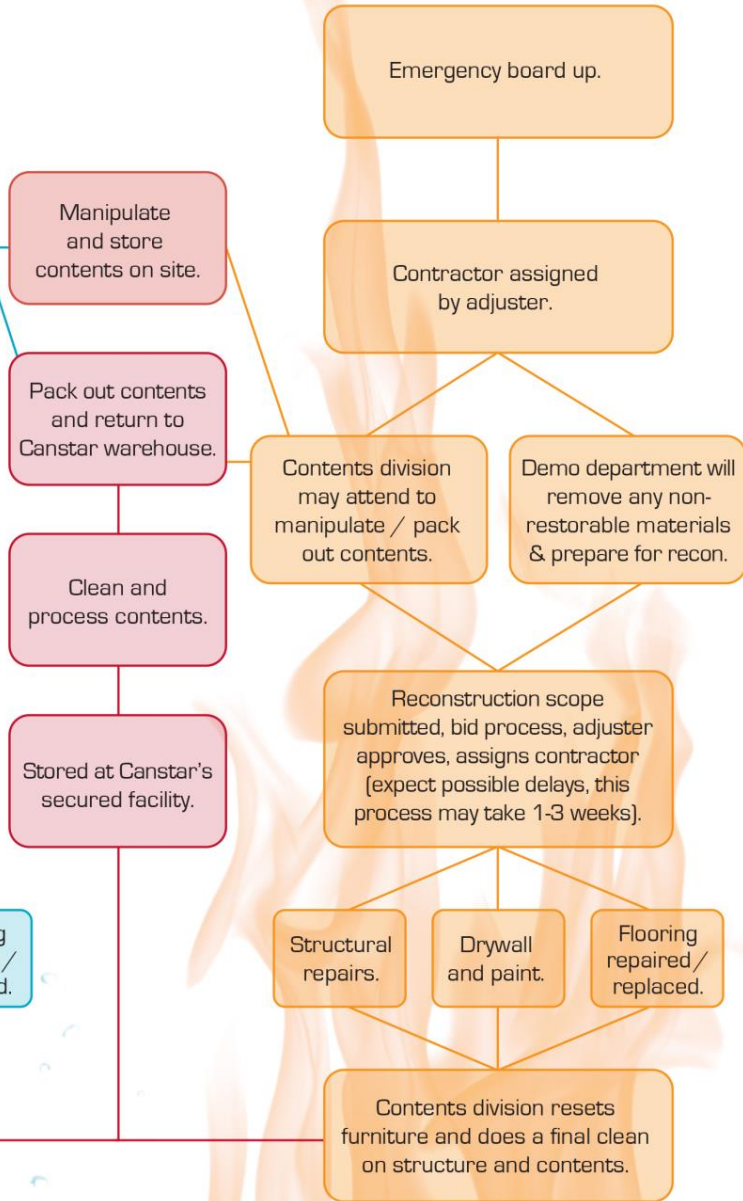 Emergency board up.
Manipulate
and store
contents on site.
Contractor assigned
by adjuster.
Pack out contents
and return to
Canstar warehouse.
Contents division
may attend to
manipulate / pack
out contents.
Demo department will
remove any non-
restorable materials
& prepare for recon.
Clean and
process contents.
Reconstruction scope
submitted, bid process, adjuster
approves, assigns contractor
(expect possible delays, this
process may take 1-3 weeks).
Stored at Canstar's
secured facility.
Structural
repairs.
Drywall
and paint.
Flooring
repaired/
replaced.
Contents division resets
furniture and does a final clean
on structure and contents.